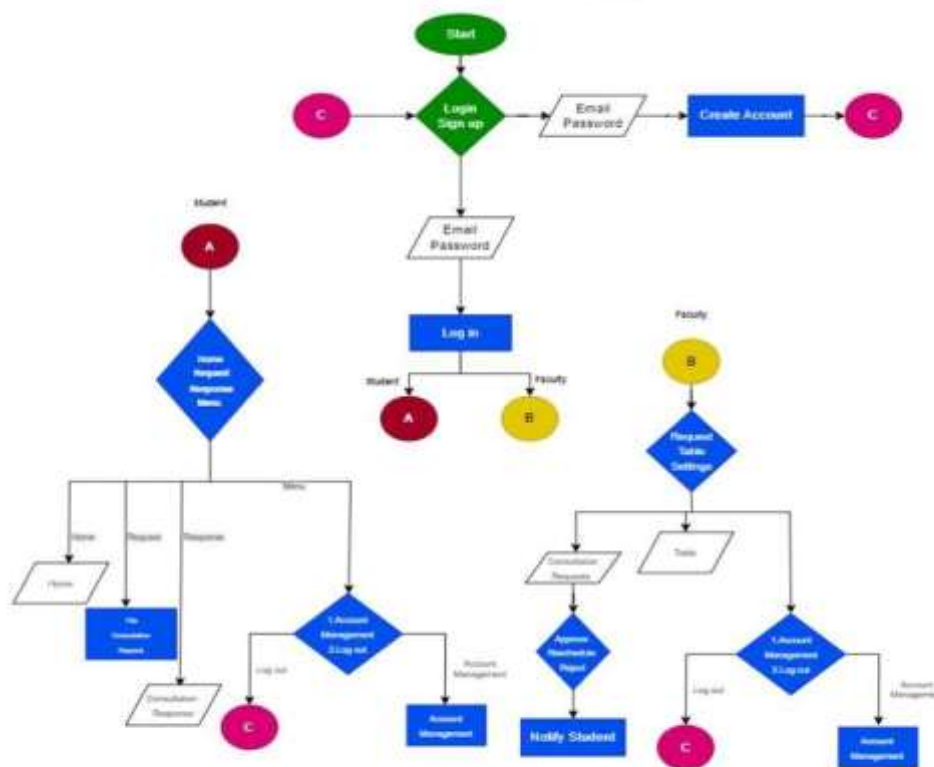 Start
C
Login
Sign up
Email
Password
Create Account
C
Student
A
Email
Password
Log in
Student
Faculty
A
B
Faculty
B
Home
Request
Response
Menu
Request
Table
Settings
Menu
Home
Request
Response
Home
File
Consultation
Request
Consultation
Response
1.Account
Management
2.Log out
Log out
Account
Management
C
Account
Management
Consultation
Requests
Table
Approve
Reschedule
Reject
Notify Student
1.Account
Management
2.Log out
Log out
Account
Management
C
Account
Management